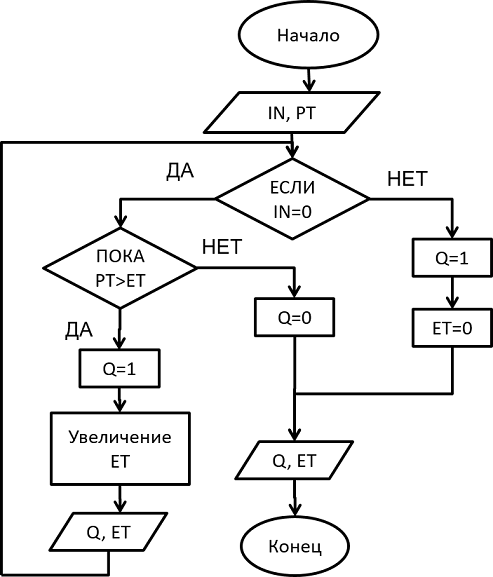 Начало
IN, PT
ДА
ЕСЛИ
IN=0
НЕТ
ПОКА
PT>ET
НЕТ
Q=1
Q=0
ET=0
ДА
Q=1
Увеличение
ET
Q, ET
Q, ET
Конец